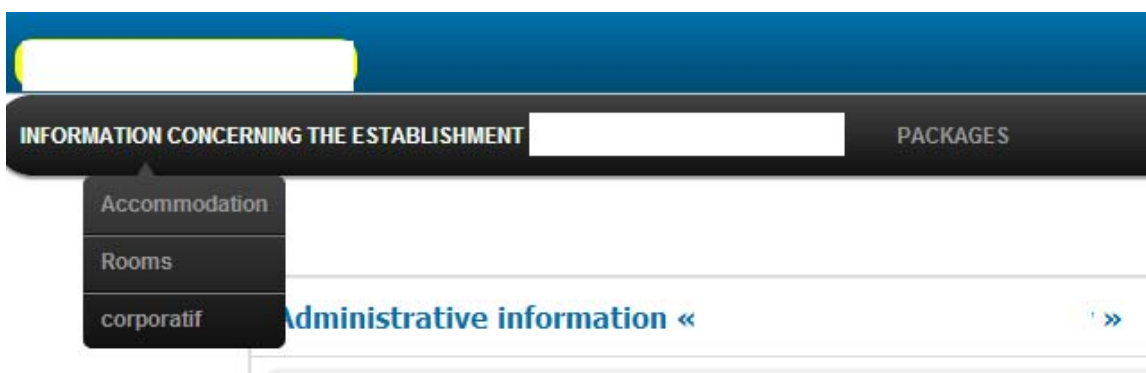 INFORMATION CONCERNING THE ESTABLISHMENT PACKAGES
Accommodation
Rooms
corporatif
Administrative information « »